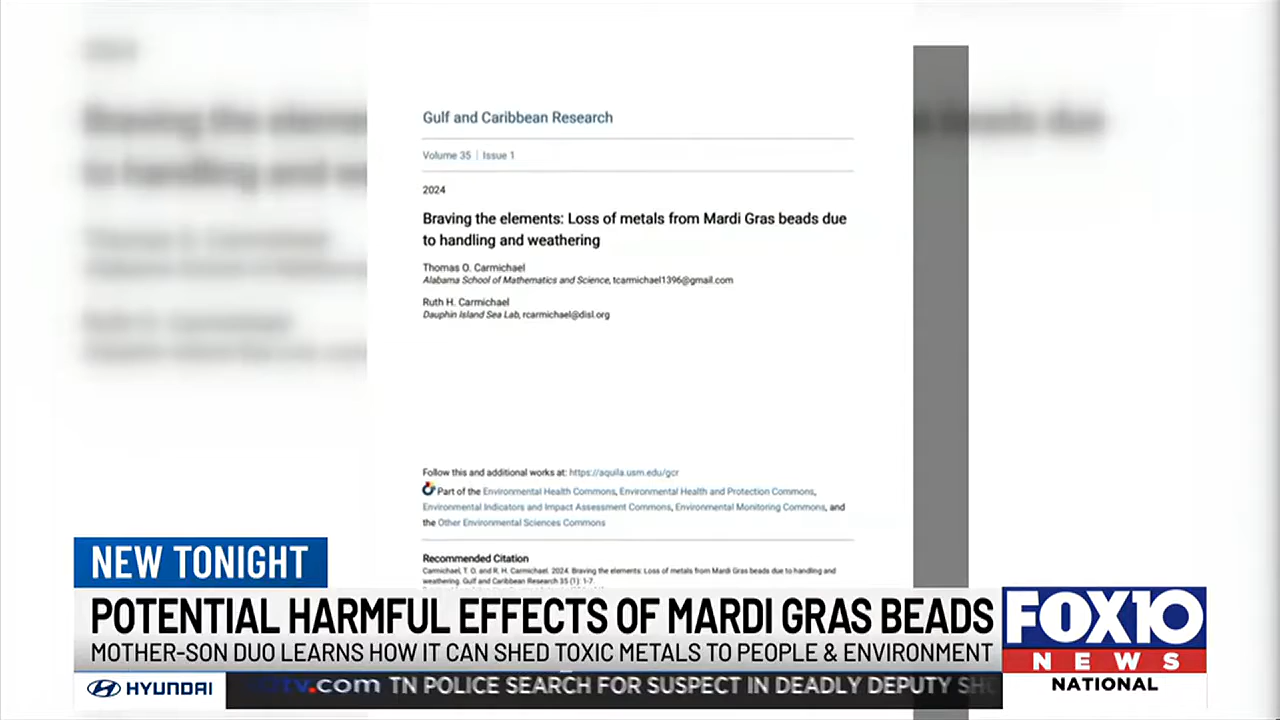 Gulf and Caribbean Research
Volume 35 | Issue 1
2024
Braving the elements: Loss of metals from Mardi Gras beads due
to handling and weathering
Thomas O. Carmichael
Alabama School of Mathematics and Science, tcarmichael1396@gmail.com
Ruth H. Carmichael
Dauphin Island Sea Lab, rcarmichael@disl.org
Follow this and additional works at: https://aquila.usm.edu/gcr
Part of the Environmental Health Commons, Environmental Health and Protection Commons,
Environmental Indicators and Impact Assessment Commons, Environmental Monitoring Commons, and
the Other Environmental Sciences Commons
Recommended Citation
Carmichael, T. O. and R. H. Carmichael. 2024. Braving the elements: Loss of metals from Mardi Gras beads due to handling and
weathering. Gulf and Caribbean Research 35 (1): 1-7.
NEW TONIGHT
POTENTIAL HARMFUL EFFECTS OF MARDI GRAS BEADS
MOTHER-SON DUO LEARNS HOW IT CAN SHED TOXIC METALS TO PEOPLE & ENVIRONMENT
FOX10
NEWS
NATIONAL
HYUNDAI
tv.com TN POLICE SEARCH FOR SUSPECT IN DEADLY DEPUTY